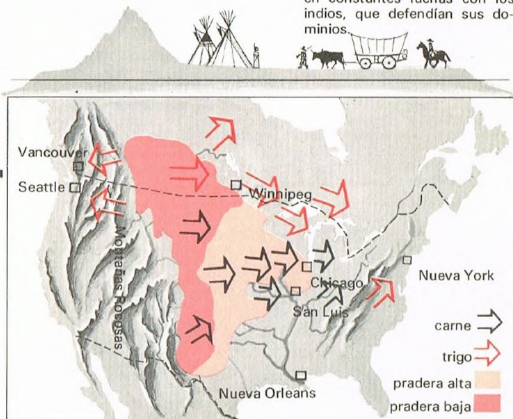 en constantes luchas con los
indios, que defendían sus do-
minios.
Vancouver
Seattle
Winnipeg
Montañas Rocosas
Chicago
Nueva York
San Luis
Nueva Orleans
carne
trigo
pradera alta
pradera baja